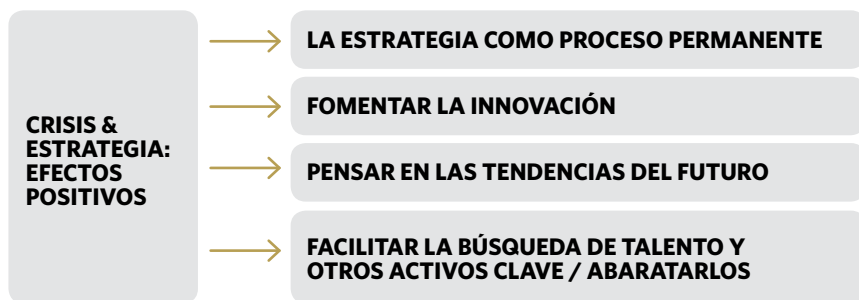 CRISIS &
ESTRATEGIA:
EFECTOS
POSITIVOS
LA ESTRATEGIA COMO PROCESO PERMANENTE
FOMENTAR LA INNOVACIÓN
PENSAR EN LAS TENDENCIAS DEL FUTURO
FACILITAR LA BÚSQUEDA DE TALENTO Y
OTROS ACTIVOS CLAVE / ABARATARLOS